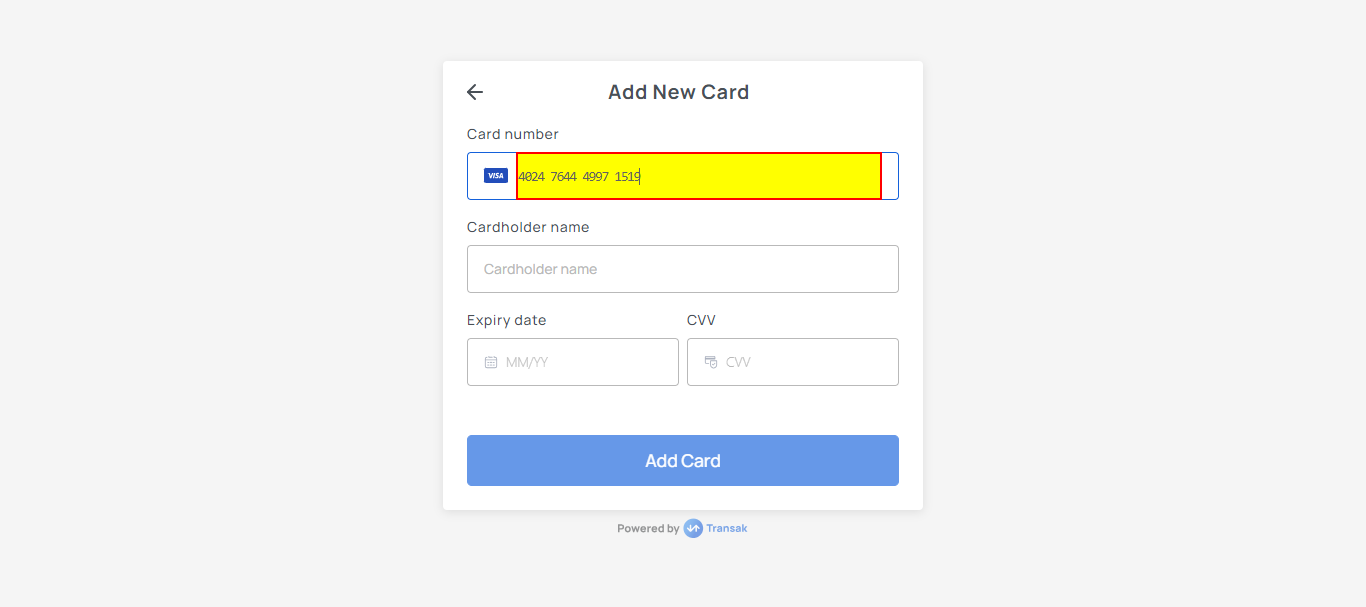 Add New Card
Card number
VISA
4024 7644 4997 1519
Cardholder name
Cardholder name
Expiry date
CVV
MM/YY
CVV
Add Card
Powered by Transak